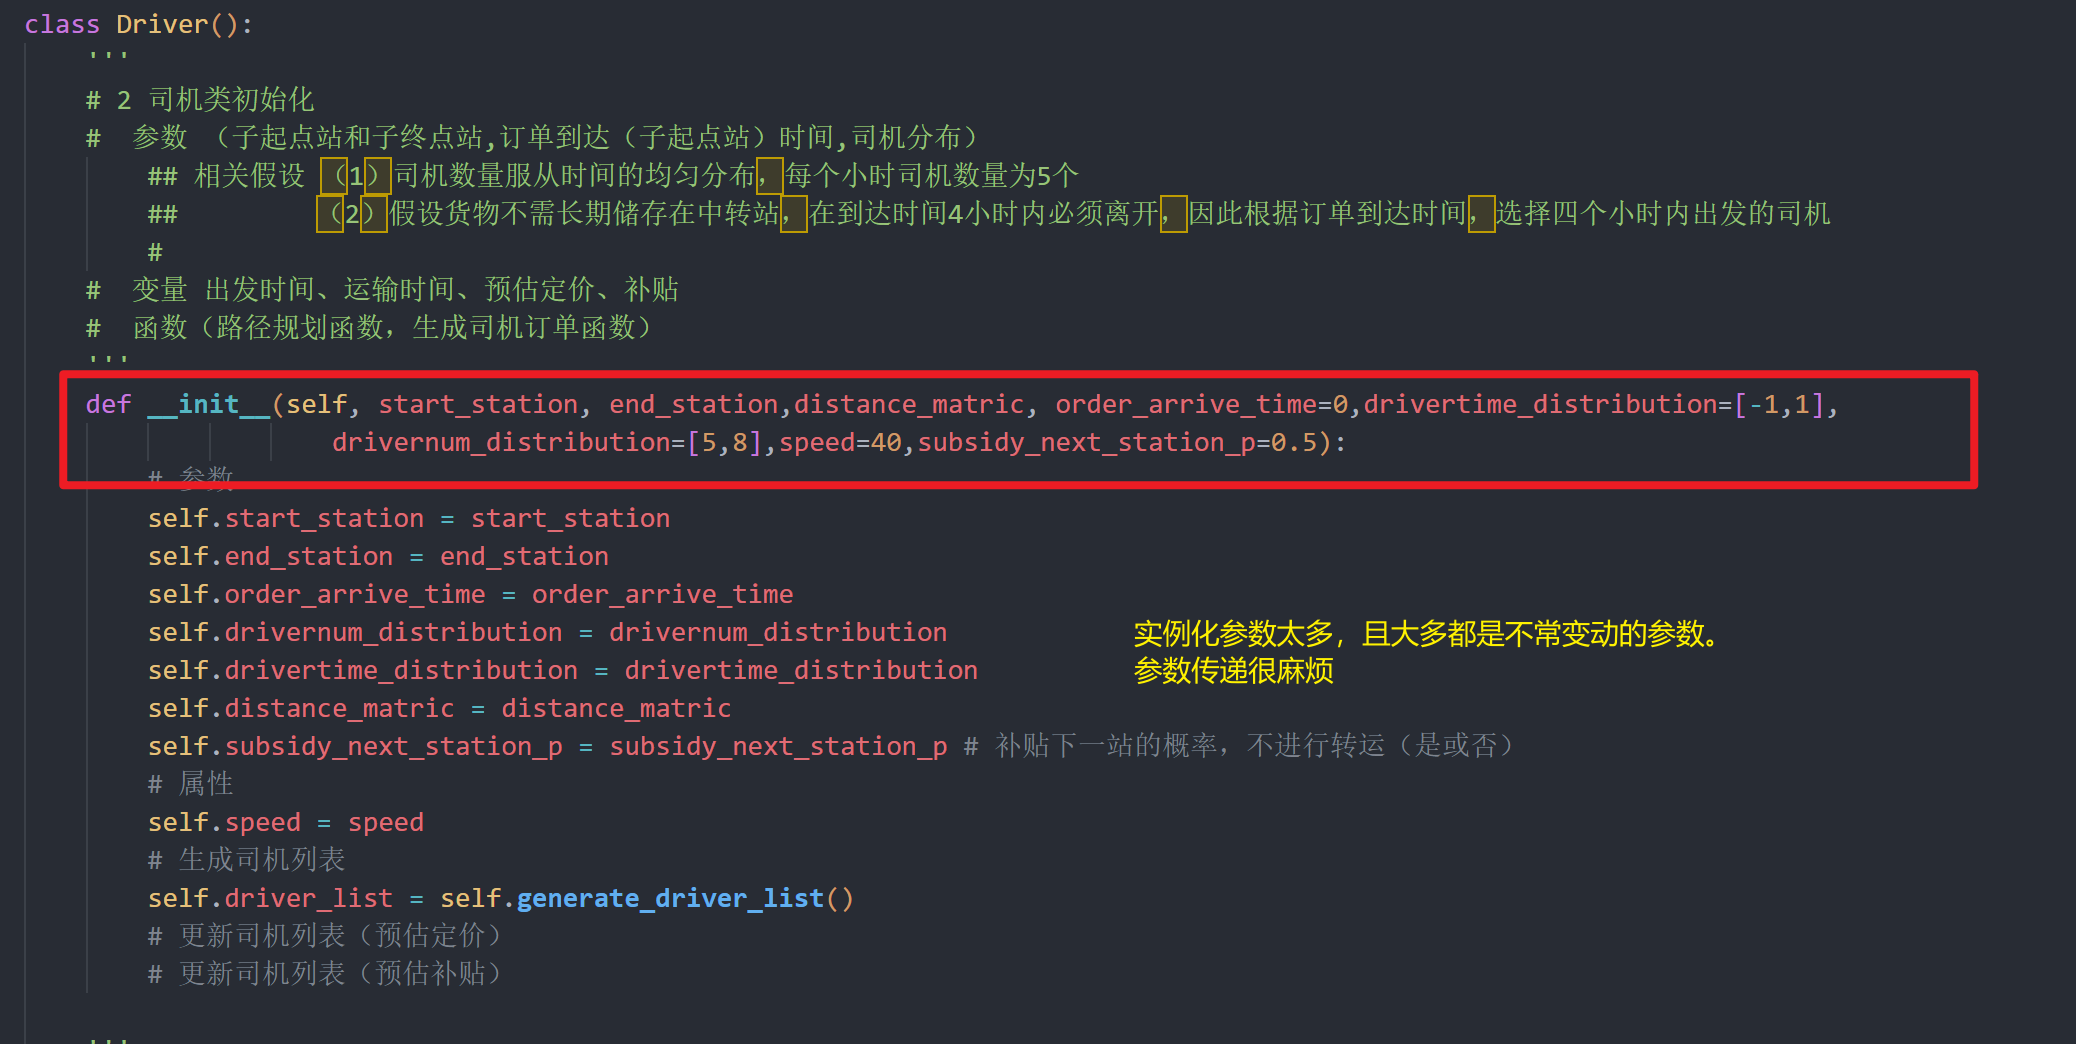 class Driver():
'''
# 2 司机类初始化
#  参数 （子起点站和子终点站,订单到达（子起点站）时间,司机分布）
## 相关假设 （1）司机数量服从时间的均匀分布，每个小时司机数量为5个
##         （2）假设货物不需长期储存在中转站，在到达时间4小时内必须离开，因此根据订单到达时间，选择四个小时内出发的司机
#
#  变量 出发时间、运输时间、预估定价、补贴
#  函数（路径规划函数，生成司机订单函数）
'''
def __init__(self, start_station, end_station,distance_matric, order_arrive_time=0,drivertime_distribution=[-1,1],
drivernum_distribution=[5,8],speed=40,subsidy_next_station_p=0.5):
# 参数
self.start_station = start_station
self.end_station = end_station
self.order_arrive_time = order_arrive_time
self.drivernum_distribution = drivernum_distribution
实例化参数太多，且大多都是不常变动的参数。
self.drivertime_distribution = drivertime_distribution
参数传递很麻烦
self.distance_matric = distance_matric
self.subsidy_next_station_p = subsidy_next_station_p # 补贴下一站的概率，不进行转运（是或否）
# 属性
self.speed = speed
# 生成司机列表
self.driver_list = self.generate_driver_list()
# 更新司机列表（预估定价）
# 更新司机列表（预估补贴）
'''